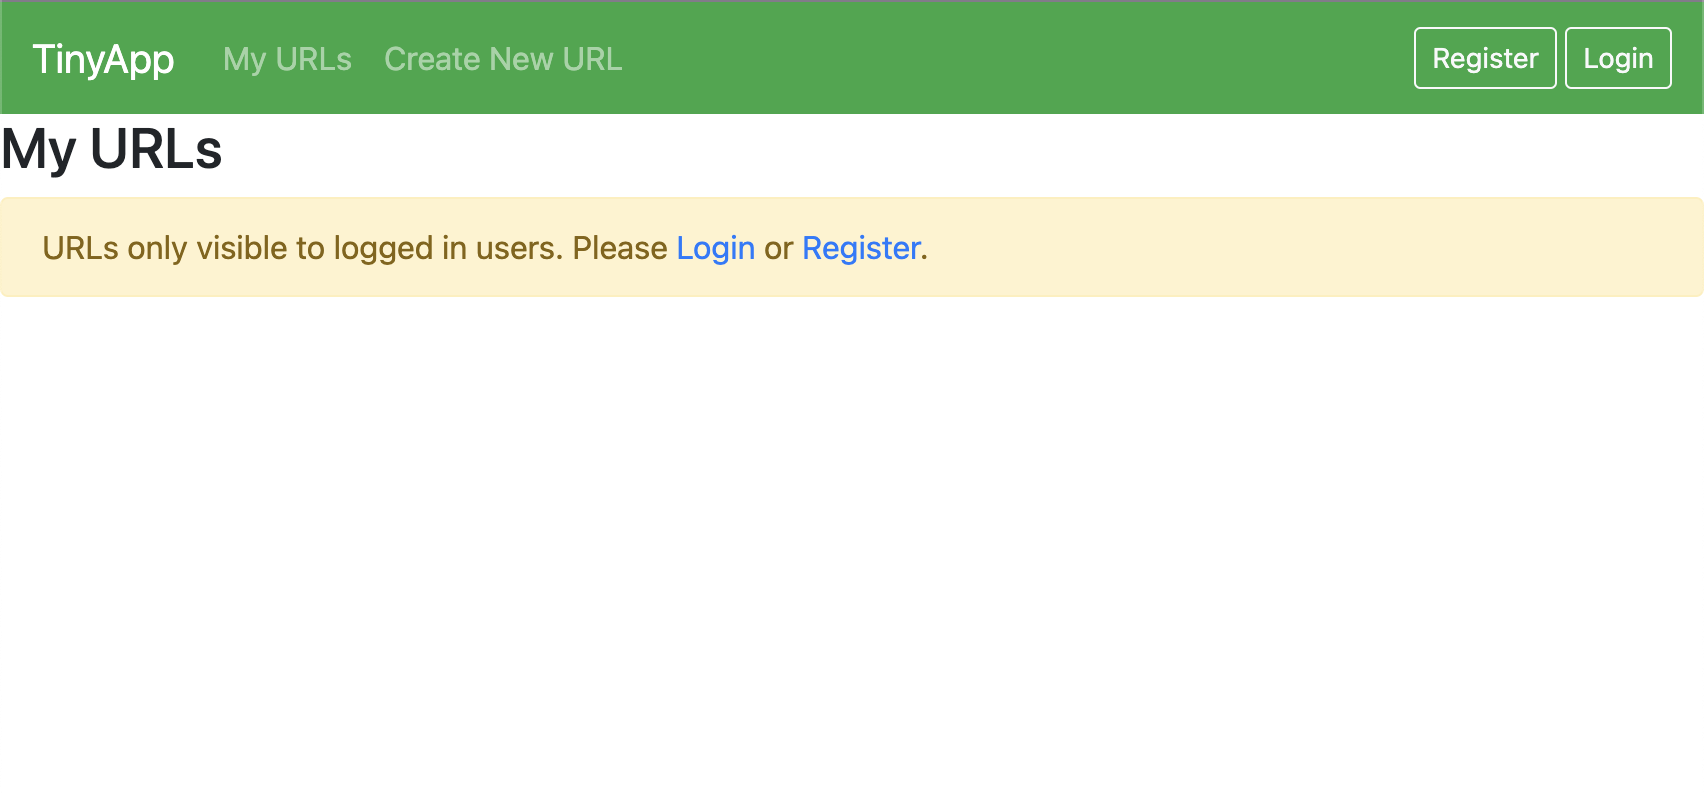 TinyApp My URLs Create New URL Register Login
My URLs
URLs only visible to logged in users. Please Login or Register.